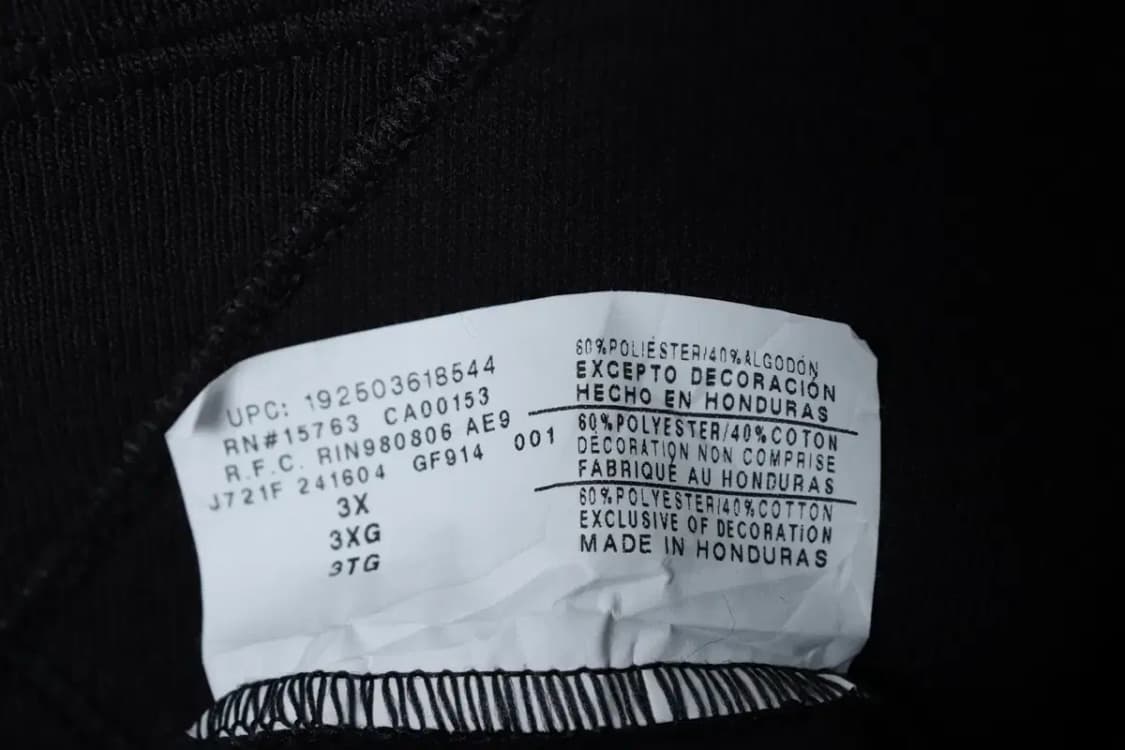 UPC: 192503618544
RN#15763 CA00153
R.F.C. RIN980806 AE9
J721F 241604 GF914 001
3X
3XG
3TG
60%POLIÉSTER/40%ALGODÓN
EXCEPTO DECORACIÓN
HECHO EN HONDURAS
60%POLYESTER/40%COTON
DÉCORATION NON COMPRISE
FABRIQUÉ AU HONDURAS
60%POLYESTER/40%COTTON
EXCLUSIVE OF DECORATION
MADE IN HONDURAS